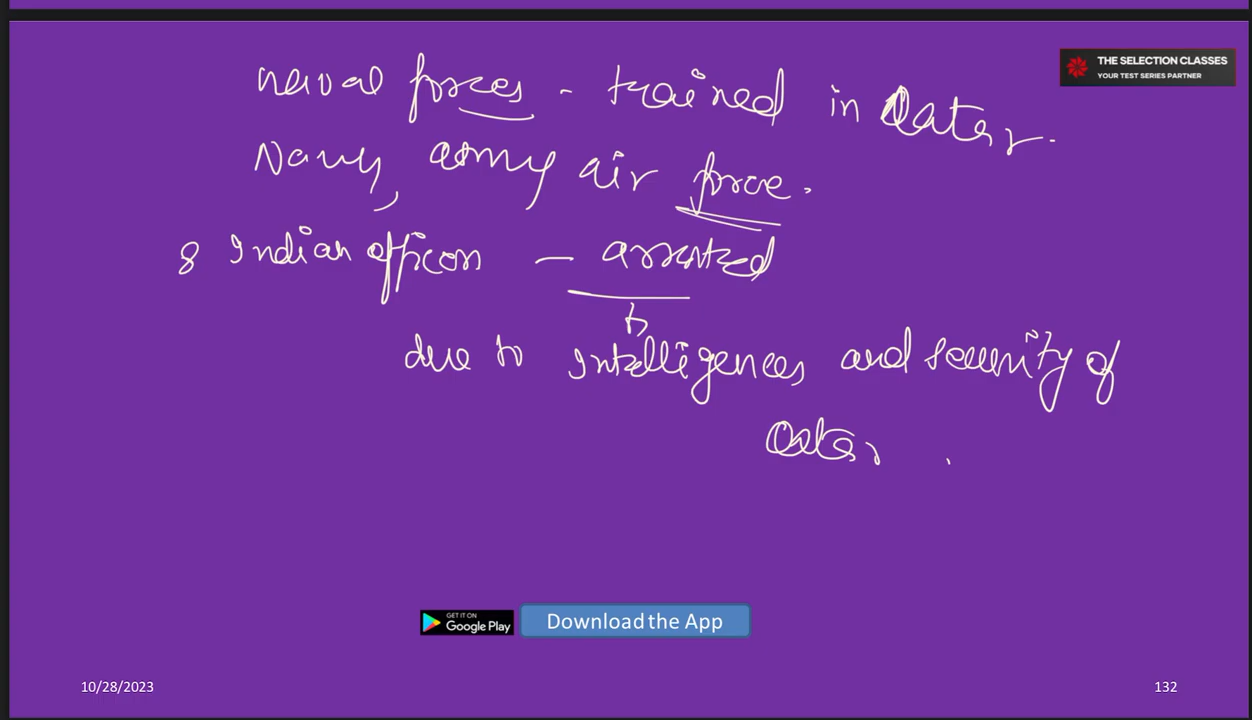 THE SELECTION CLASSES
YOUR TEST SERIES PARTNER
naval forces - trained in Qatar.
Navy, army air force.
8 Indian officers — arrested
due to Intelligences and security of
Qatar.
GET IT ON
Google Play
Download the App
10/28/2023
132